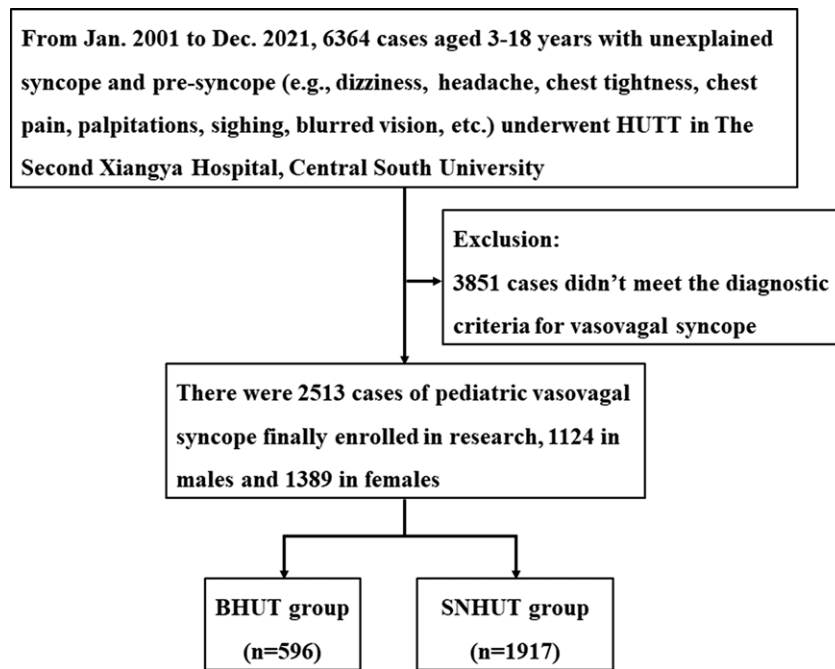 From Jan. 2001 to Dec. 2021, 6364 cases aged 3-18 years with unexplained
syncope and pre-syncope (e.g., dizziness, headache, chest tightness, chest
pain, palpitations, sighing, blurred vision, etc.) underwent HUTT in The
Second Xiangya Hospital, Central South University
Exclusion:
3851 cases didn’t meet the diagnostic
criteria for vasovagal syncope
There were 2513 cases of pediatric vasovagal
syncope finally enrolled in research, 1124 in
males and 1389 in females
BHUT group
(n=596)
SNHUT group
(n=1917)